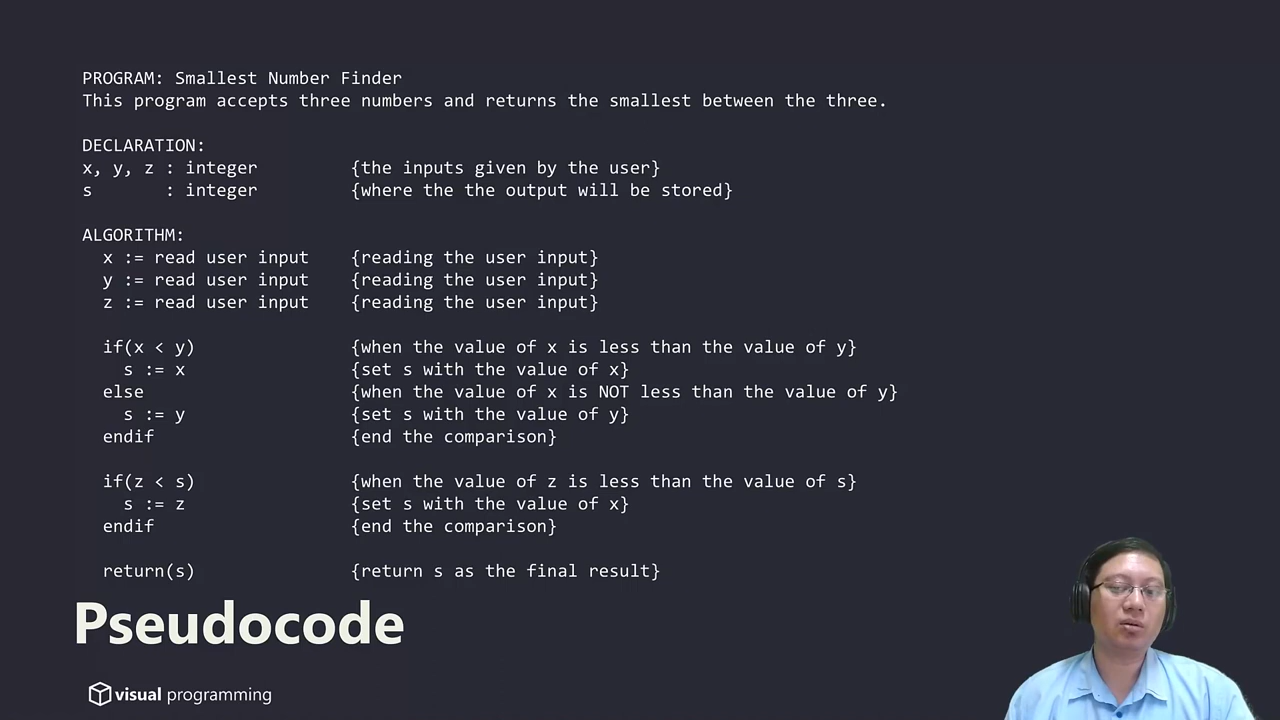 PROGRAM: Smallest Number Finder
This program accepts three numbers and returns the smallest between the three.
DECLARATION:
x, y, z : integer {the inputs given by the user}
s : integer {where the the output will be stored}
ALGORITHM:
x := read user input {reading the user input}
y := read user input {reading the user input}
z := read user input {reading the user input}
if(x < y) {when the value of x is less than the value of y}
s := x {set s with the value of x}
else {when the value of x is NOT less than the value of y}
s := y {set s with the value of y}
endif {end the comparison}
if(z < s) {when the value of z is less than the value of s}
s := z {set s with the value of x}
endif {end the comparison}
return(s) {return s as the final result}
Pseudocode
visual programming